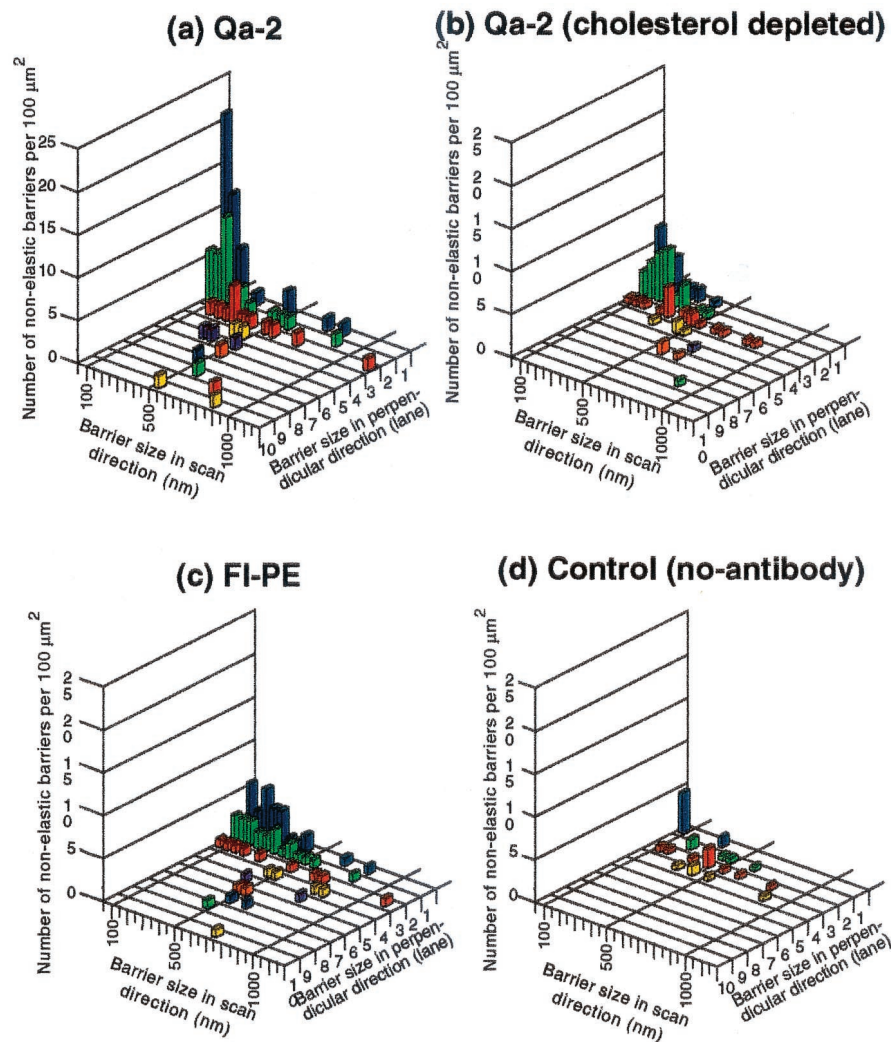 (a) Qa-2
Number of non-elastic barriers per 100 μm²
25
20
15
10
5
0
100
500
1000
Barrier size in scan
direction (nm)
10 9 8 7 6 5 4 3 2 1
Barrier size in perpen-
dicular direction (lane)
(b) Qa-2 (cholesterol depleted)
Number of non-elastic barriers per 100 μm²
2
5
2
0
1
5
1
0
5
0
100
500
1000
Barrier size in scan
direction (nm)
1 9 8 7 6 5 4 3 2 1
0
Barrier size in perpen-
dicular direction (lane)
(c) Fl-PE
Number of non-elastic barriers per 100 μm²
2
5
2
0
1
5
1
0
5
0
100
500
1000
Barrier size in scan
direction (nm)
1 9 8 7 6 5 4 3 2 1
0
Barrier size in perpen-
dicular direction (lane)
(d) Control (no-antibody)
Number of non-elastic barriers per 100 μm²
2
5
2
0
1
5
1
0
5
0
100
500
1000
Barrier size in scan
direction (nm)
10 9 8 7 6 5 4 3 2 1
Barrier size in perpen-
dicular direction (lane)